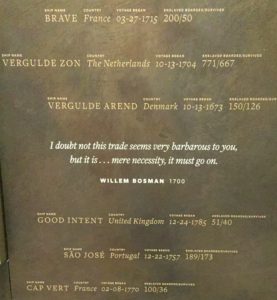 SHIP NAME COUNTRY VOYAGE BEGAN ENSLAVED BOARDED/SURVIVED
BRAVE France 03-27-1715 200/50
SHIP NAME COUNTRY VOYAGE BEGAN ENSLAVED BOARDED/SURVIVED
VERGULDE ZON The Netherlands 10-13-1704 771/667
SHIP NAME COUNTRY VOYAGE BEGAN ENSLAVED BOARDED/SURVIVED
VERGULDE AREND Denmark 10-13-1673 150/126
I doubt not this trade seems very barbarous to you,
but it is . . . mere necessity, it must go on.
WILLEM BOSMAN 1700
SHIP NAME COUNTRY VOYAGE BEGAN ENSLAVED BOARDED/SURVIVED
GOOD INTENT United Kingdom 12-24-1785 51/40
SHIP NAME COUNTRY VOYAGE BEGAN ENSLAVED BOARDED/SURVIVED
SÃO JOSÉ Portugal 12-22-1757 189/173
SHIP NAME COUNTRY VOYAGE BEGAN ENSLAVED BOARDED/SURVIVED
CAP VERT France 02-08-1770 100/36